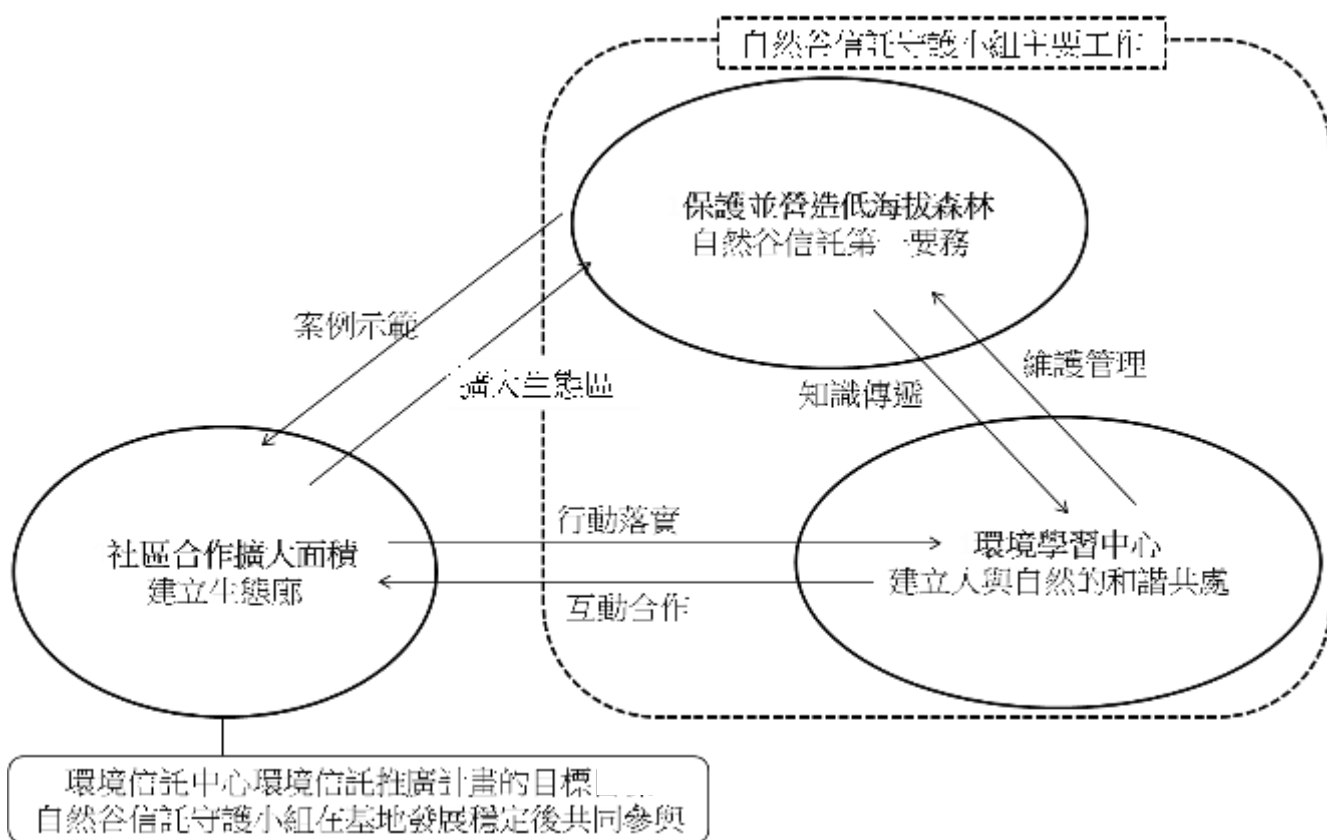 自然谷信託守護小組主要工作
保護並營造低海拔森林
自然谷信託第一要務
案例示範
擴大生態區
知識傳遞
維護管理
行動落實
互動合作
社區合作擴大面積
建立生態廊
環境學習中心
建立人與自然的和諧共處
環境信託中心環境信託推廣計畫的目標
自然谷信託守護小組在基地發展穩定後共同參與